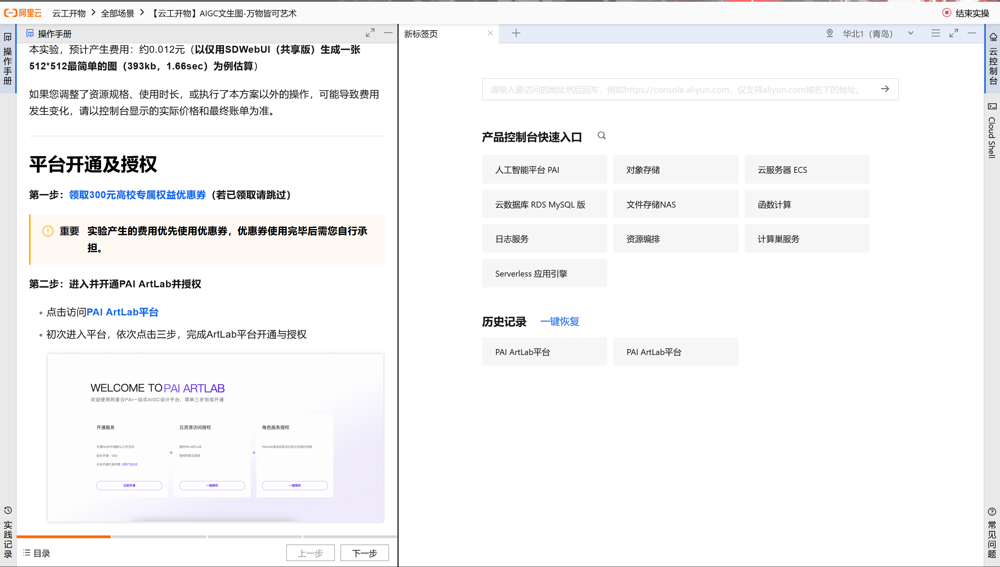 阿里云 云工开物 > 全部场景 > 【云工开物】AIGC文生图-万物皆可艺术
结束实操
操作手册
实践记录
操作手册
本实验，预计产生费用：约0.012元（以仅用SDWebUI（共享版）生成一张
512*512最简单的图（393kb，1.66sec）为例估算）
如果您调整了资源规格、使用时长，或执行了本方案以外的操作，可能导致费用
发生变化，请以控制台显示的实际价格和最终账单为准。
平台开通及授权
第一步：领取300元高校专属权益优惠券（若已领取请跳过）
重要 实验产生的费用优先使用优惠券，优惠券使用完毕后需您自行承
担。
第二步：进入并开通PAI ArtLab并授权
点击访问PAI ArtLab平台
初次进入平台，依次点击三步，完成ArtLab平台开通与授权
WELCOME TO PAI ARTLAB
欢迎使用阿里云PAI一站式AIGC设计平台，简单三步完成开通
开通服务
开通PAI并开通默认工作空间
组合开通：OSS
点击开通代表同意《用户协议》
立即开通
云资源访问授权
授权PAI ARTLAB
使用阿里云服务
一键授权
角色服务授权
PAI-EAS请求获取访问您云资源的权限
一键授权
目录
上一步
下一步
新标签页
华北1（青岛）
请输入要访问的地址然后回车，例如https://console.aliyun.com，仅支持aliyun.com域名下的地址。
产品控制台快速入口
人工智能平台 PAI
对象存储
云服务器 ECS
云数据库 RDS MySQL 版
文件存储NAS
函数计算
日志服务
资源编排
计算巢服务
Serverless 应用引擎
历史记录 一键恢复
PAI ArtLab平台
PAI ArtLab平台
云控制台
Cloud Shell
常见问题